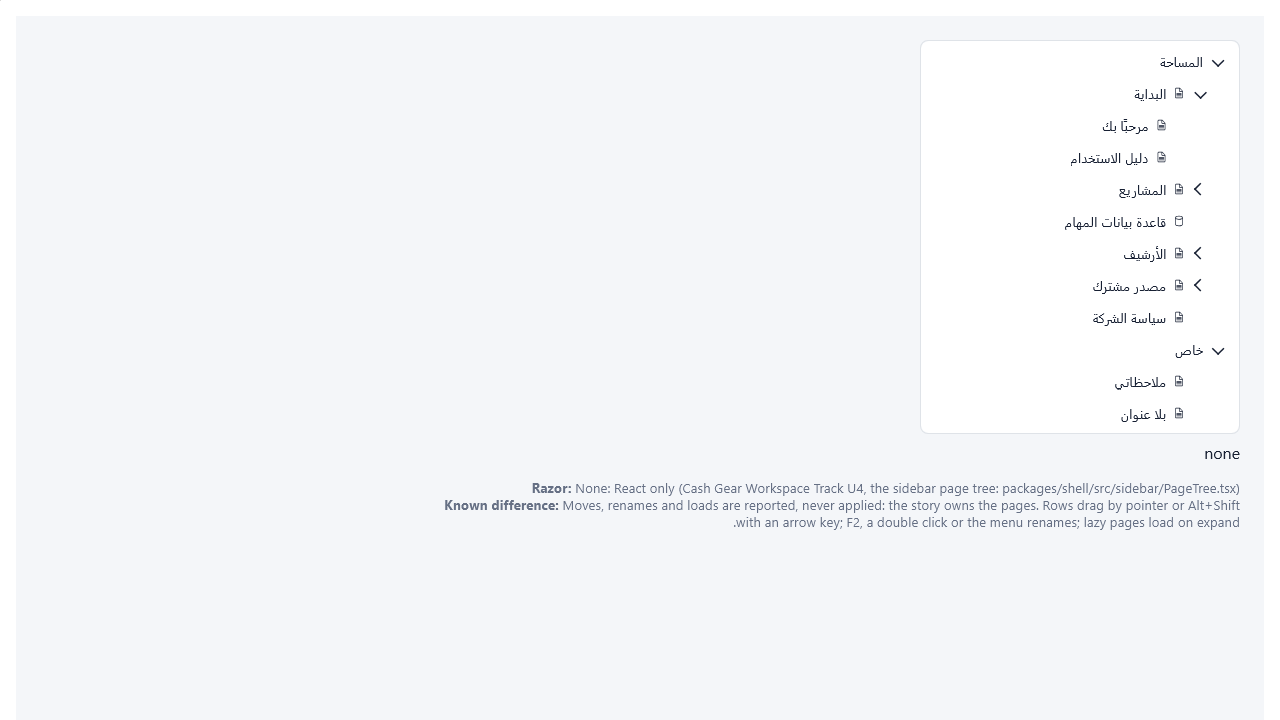 المساحة
البداية
مرحبًا بك
دليل الاستخدام
المشاريع
قاعدة بيانات المهام
الأرشيف
مصدر مشترك
سياسة الشركة
خاص
ملاحظاتي
بلا عنوان
none
Razor: None: React only (Cash Gear Workspace Track U4, the sidebar page tree: packages/shell/src/sidebar/PageTree.tsx)
Known difference: Moves, renames and loads are reported, never applied: the story owns the pages. Rows drag by pointer or Alt+Shift
with an arrow key; F2, a double click or the menu renames; lazy pages load on expand.